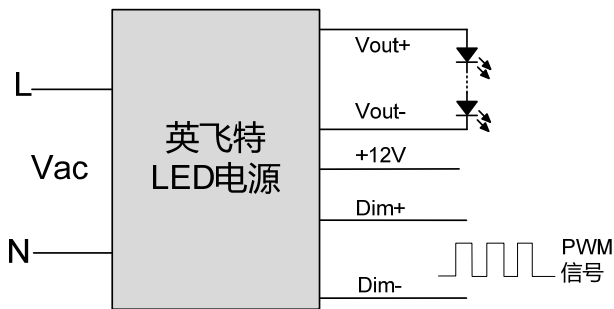 L
Vac
N
英飞特
LED电源
Vout+
Vout-
+12V
Dim+
Dim-
PWM
信号